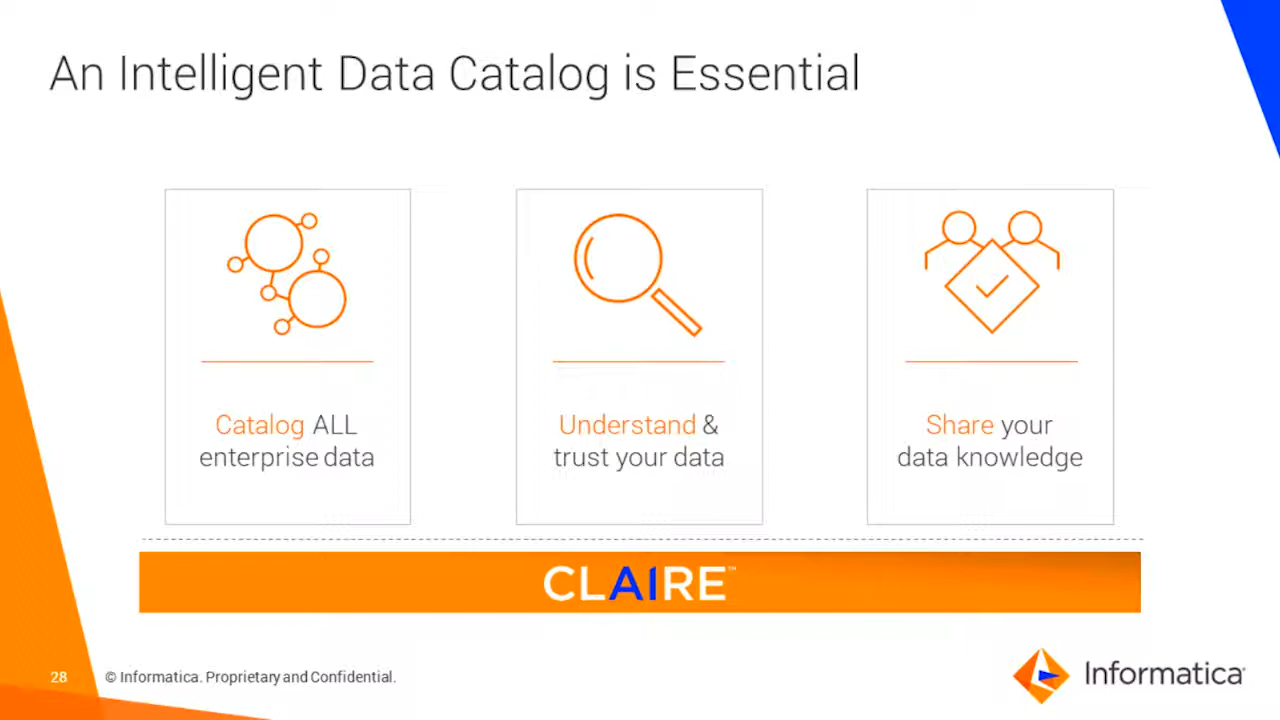 An Intelligent Data Catalog is Essential
Catalog ALL
enterprise data
Understand &
trust your data
Share your
data knowledge
CLAIRE™
28
© Informatica. Proprietary and Confidential.
Informatica®